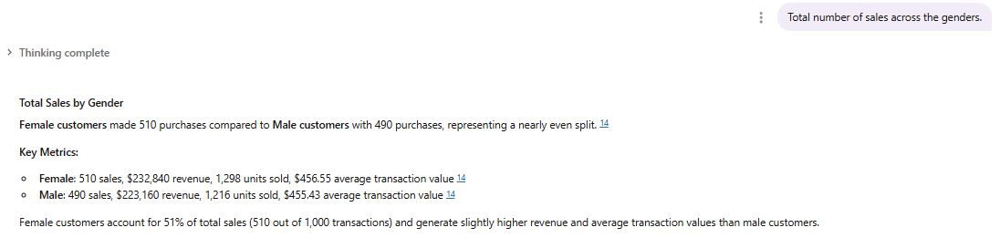 Total number of sales across the genders.
Thinking complete
Total Sales by Gender
Female customers made 510 purchases compared to Male customers with 490 purchases, representing a nearly even split. 14
Key Metrics:
Female: 510 sales, $232,840 revenue, 1,298 units sold, $456.55 average transaction value 14
Male: 490 sales, $223,160 revenue, 1,216 units sold, $455.43 average transaction value 14
Female customers account for 51% of total sales (510 out of 1,000 transactions) and generate slightly higher revenue and average transaction values than male customers.